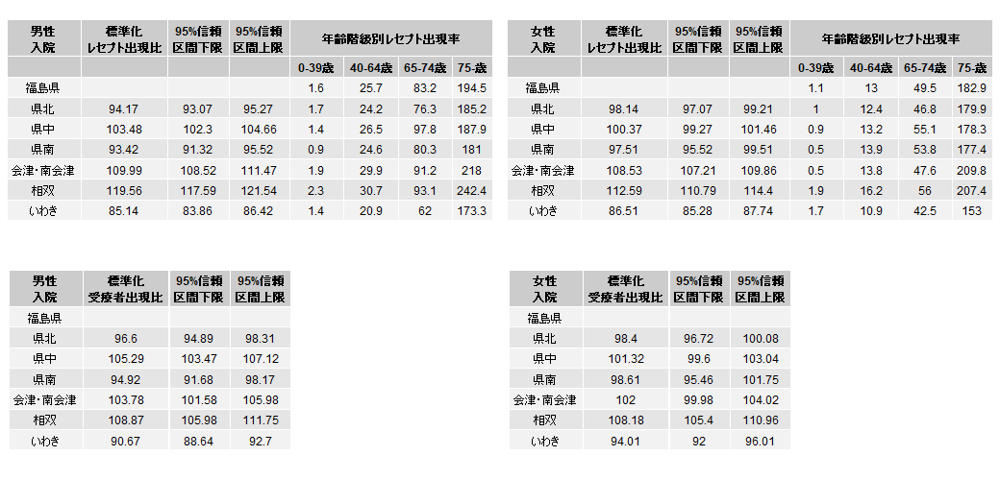 男性 標準化 95%信頼 95%信頼 年齢階級別レセプト出現率
入院 レセプト出現比 区間下限 区間上限
0-39歳 40-64歳 65-74歳 75-歳
福島県 1.6 25.7 83.2 194.5
県北 94.17 93.07 95.27 1.7 24.2 76.3 185.2
県中 103.48 102.3 104.66 1.4 26.5 97.8 187.9
県南 93.42 91.32 95.52 0.9 24.6 80.3 181
会津・南会津 109.99 108.52 111.47 1.9 29.9 91.2 218
相双 119.56 117.59 121.54 2.3 30.7 93.1 242.4
いわき 85.14 83.86 86.42 1.4 20.9 62 173.3
女性 標準化 95%信頼 95%信頼 年齢階級別レセプト出現率
入院 レセプト出現比 区間下限 区間上限
0-39歳 40-64歳 65-74歳 75-歳
福島県 1.1 13 49.5 182.9
県北 98.14 97.07 99.21 1 12.4 46.8 179.9
県中 100.37 99.27 101.46 0.9 13.2 55.1 178.3
県南 97.51 95.52 99.51 0.5 13.9 53.8 177.4
会津・南会津 108.53 107.21 109.86 0.5 13.8 47.6 209.8
相双 112.59 110.79 114.4 1.9 16.2 56 207.4
いわき 86.51 85.28 87.74 1.7 10.9 42.5 153
男性 標準化 95%信頼 95%信頼
入院 受療者出現比 区間下限 区間上限
福島県
県北 96.6 94.89 98.31
県中 105.29 103.47 107.12
県南 94.92 91.68 98.17
会津・南会津 103.78 101.58 105.98
相双 108.87 105.98 111.75
いわき 90.67 88.64 92.7
女性 標準化 95%信頼 95%信頼
入院 受療者出現比 区間下限 区間上限
福島県
県北 98.4 96.72 100.08
県中 101.32 99.6 103.04
県南 98.61 95.46 101.75
会津・南会津 102 99.98 104.02
相双 108.18 105.4 110.96
いわき 94.01 92 96.01